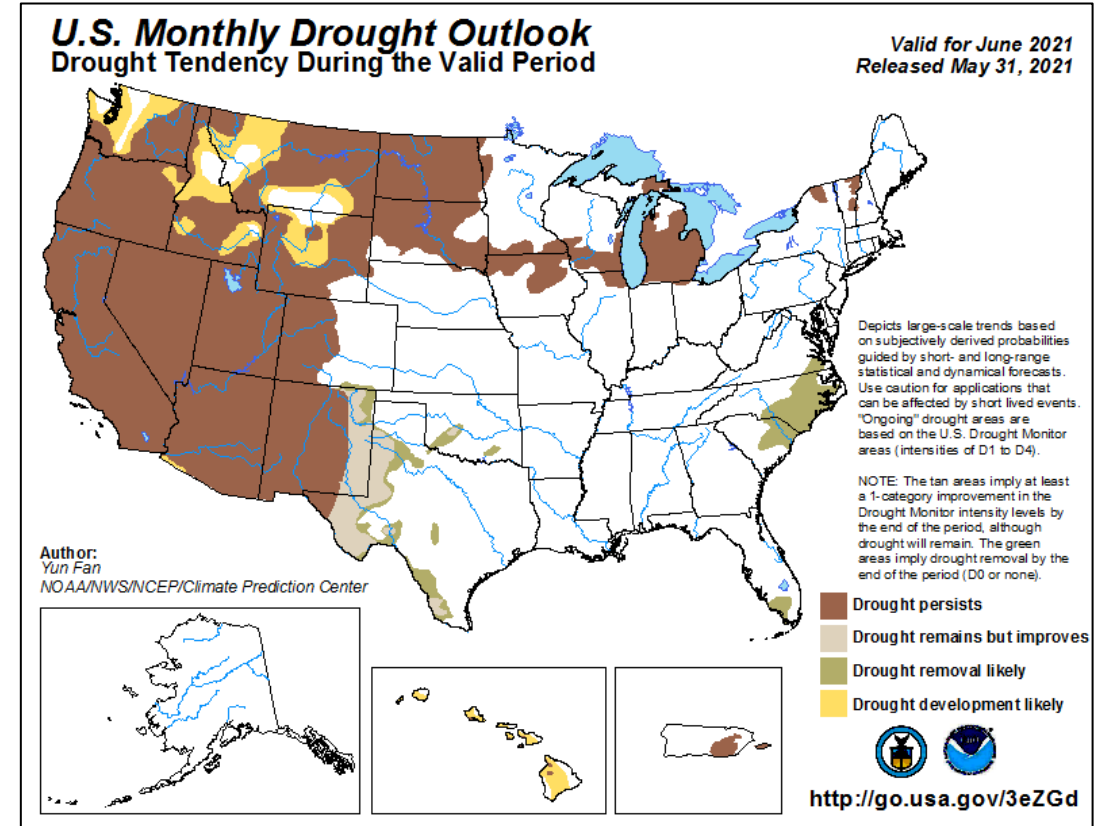 U.S. Monthly Drought Outlook
Drought Tendency During the Valid Period
Valid for June 2021
Released May 31, 2021
Depicts large-scale trends based
on subjectively derived probabilities
guided by short- and long-range
statistical and dynamical forecasts.
Use caution for applications that
can be affected by short lived events.
"Ongoing" drought areas are
based on the U.S. Drought Monitor
areas (intensities of D1 to D4).
NOTE: The tan areas imply at least
a 1-category improvement in the
Drought Monitor intensity levels by
the end of the period, although
drought will remain. The green
areas imply drought removal by the
end of the period (D0 or none).
Author:
Yun Fan
NOAA/NWS/NCEP/Climate Prediction Center
Drought persists
Drought remains but improves
Drought removal likely
Drought development likely
http://go.usa.gov/3eZGd